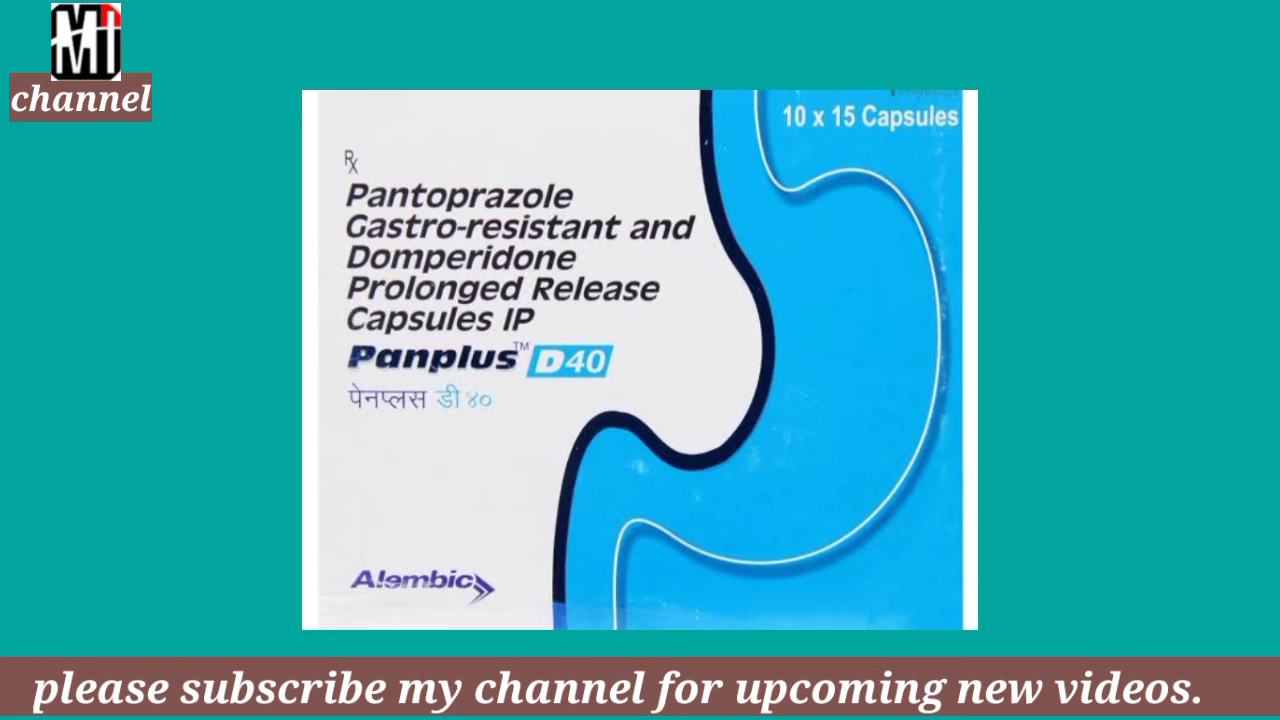 MI
channel
10 x 15 Capsules
Rx
Pantoprazole
Gastro-resistant and
Domperidone
Prolonged Release
Capsules IP
Panplus™ D40
पेनप्लस डी ४०
Alembic
please subscribe my channel for upcoming new videos.